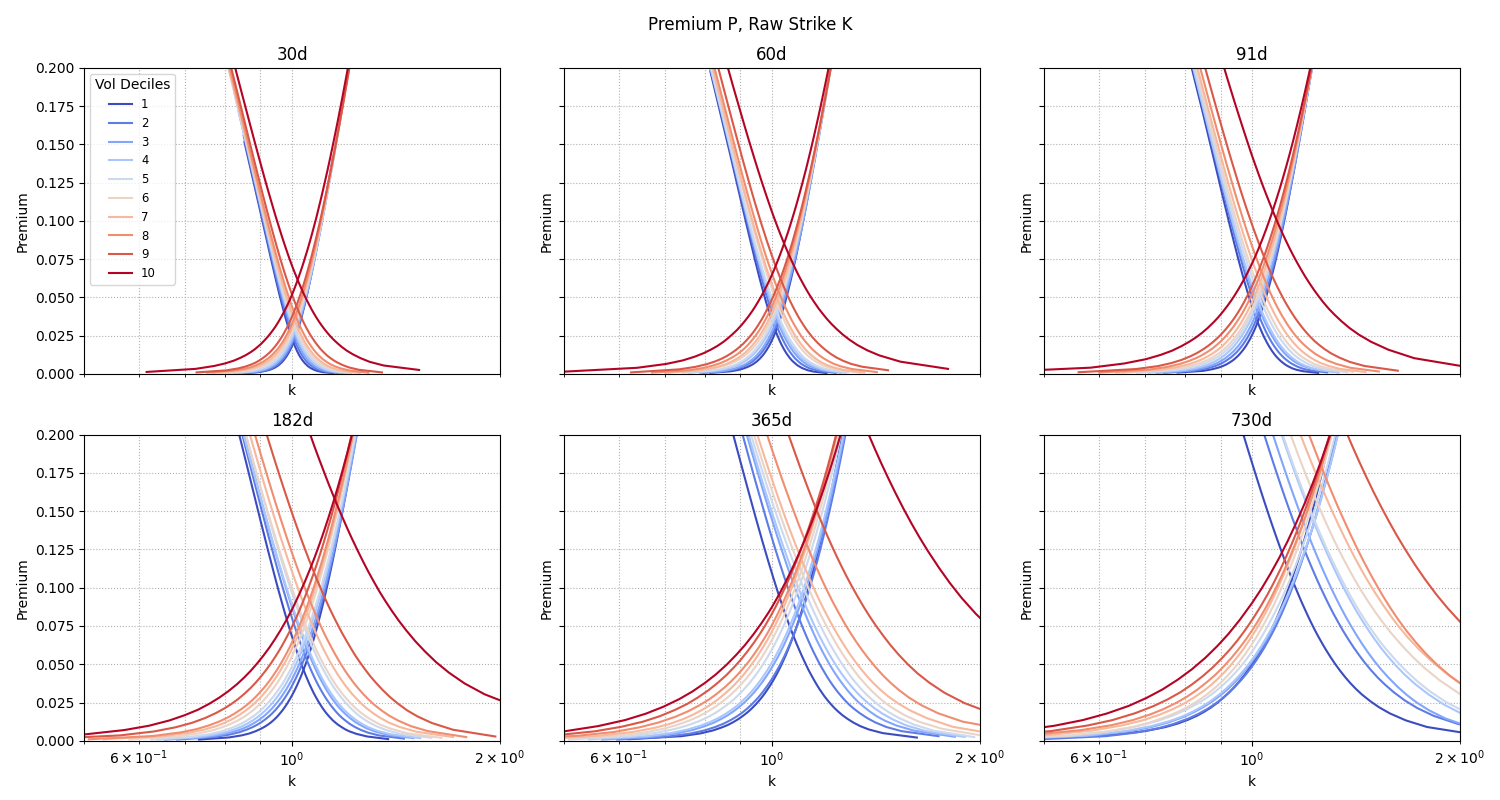 Premium P, Raw Strike K
30d
60d
91d
Premium
0.200
0.175
0.150
0.125
0.100
0.075
0.050
0.025
0.000
Vol Deciles
1
2
3
4
5
6
7
8
9
10
k
Premium
k
Premium
k
182d
365d
730d
Premium
0.200
0.175
0.150
0.125
0.100
0.075
0.050
0.025
0.000
6 × 10⁻¹
10⁰
2 × 10⁰
k
Premium
6 × 10⁻¹
10⁰
2 × 10⁰
k
Premium
6 × 10⁻¹
10⁰
2 × 10⁰
k